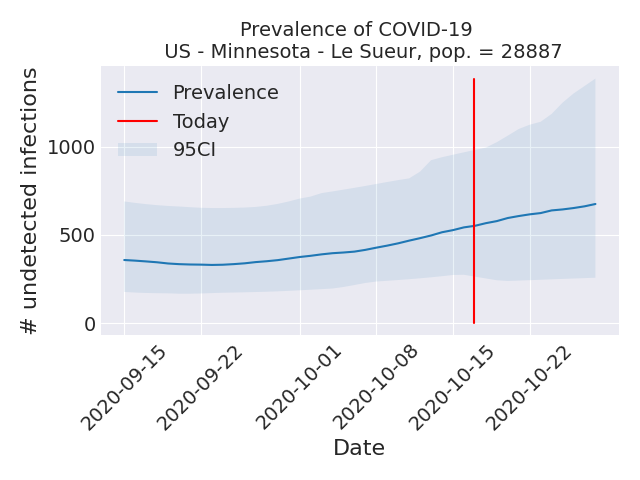 Prevalence of COVID-19
US - Minnesota - Le Sueur, pop. = 28887
# undetected infections
1000
500
0
Prevalence
Today
95CI
2020-09-15
2020-09-22
2020-10-01
2020-10-08
2020-10-15
2020-10-22
Date